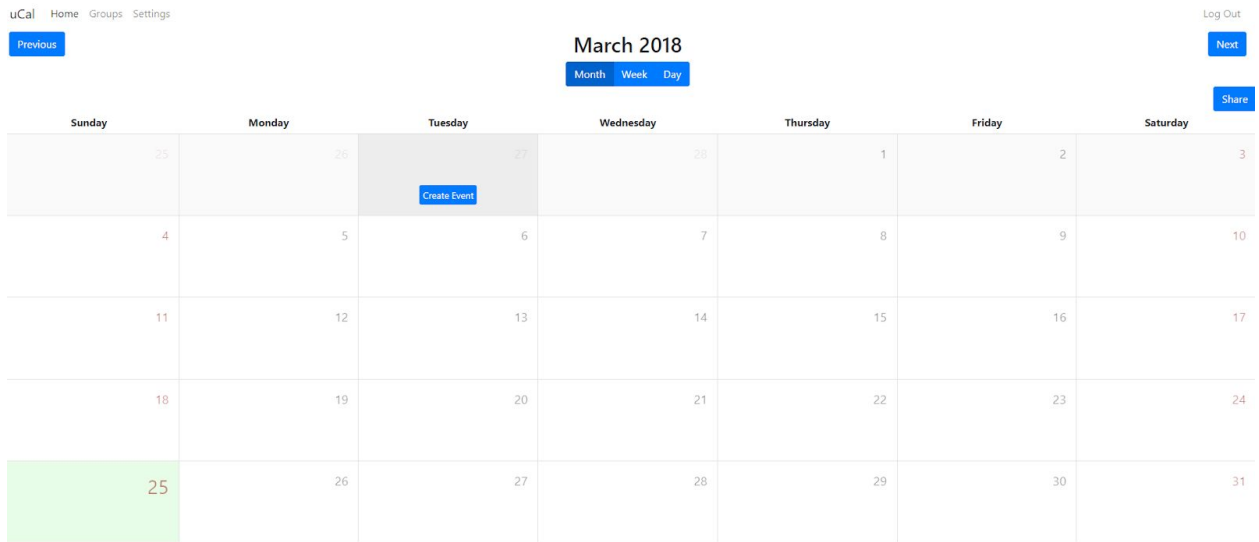 uCal Home Groups Settings Log Out
Previous March 2018 Next
Month Week Day
Share
Sunday Monday Tuesday Wednesday Thursday Friday Saturday
25 26 27 28 1 2 3
Create Event
4 5 6 7 8 9 10
11 12 13 14 15 16 17
18 19 20 21 22 23 24
25 26 27 28 29 30 31